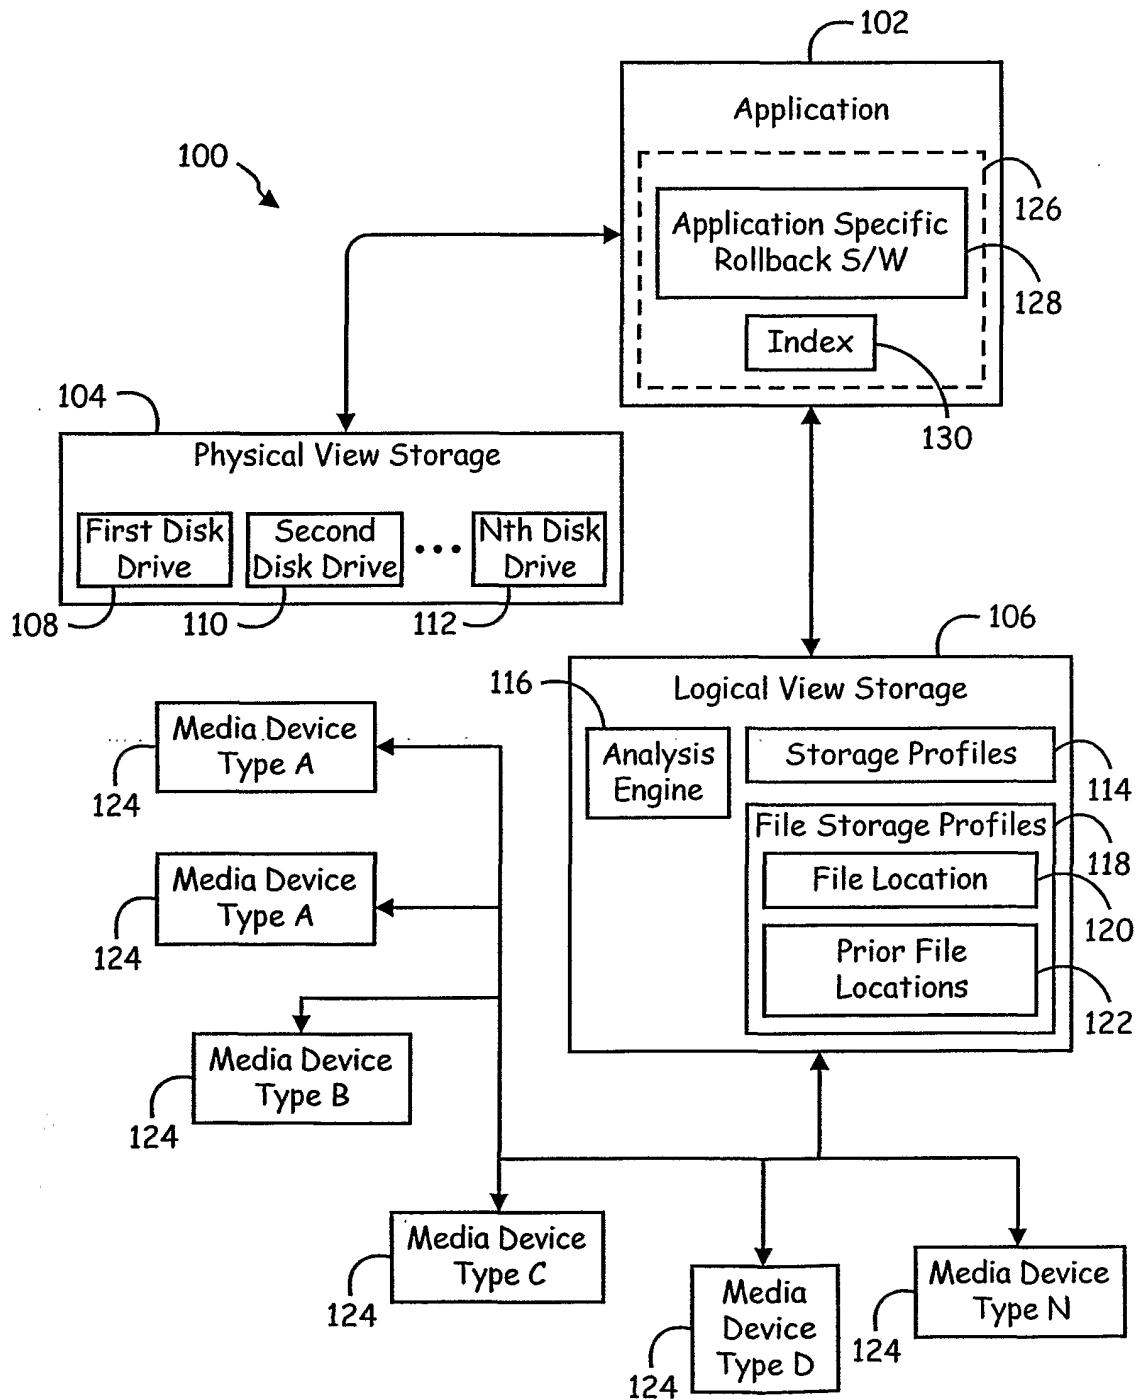 102
Application
100
126
Application Specific
Rollback S/W
128
Index
130
104
Physical View Storage
First Disk
Drive
Second
Disk Drive
•••
Nth Disk
Drive
108
110
112
106
116
Logical View Storage
Analysis
Engine
Storage Profiles
114
File Storage Profiles
118
File Location
120
Prior File
Locations
122
Media Device
Type A
124
Media Device
Type A
124
Media Device
Type B
124
Media Device
Type C
124
Media
Device
Type D
124
Media Device
Type N
124